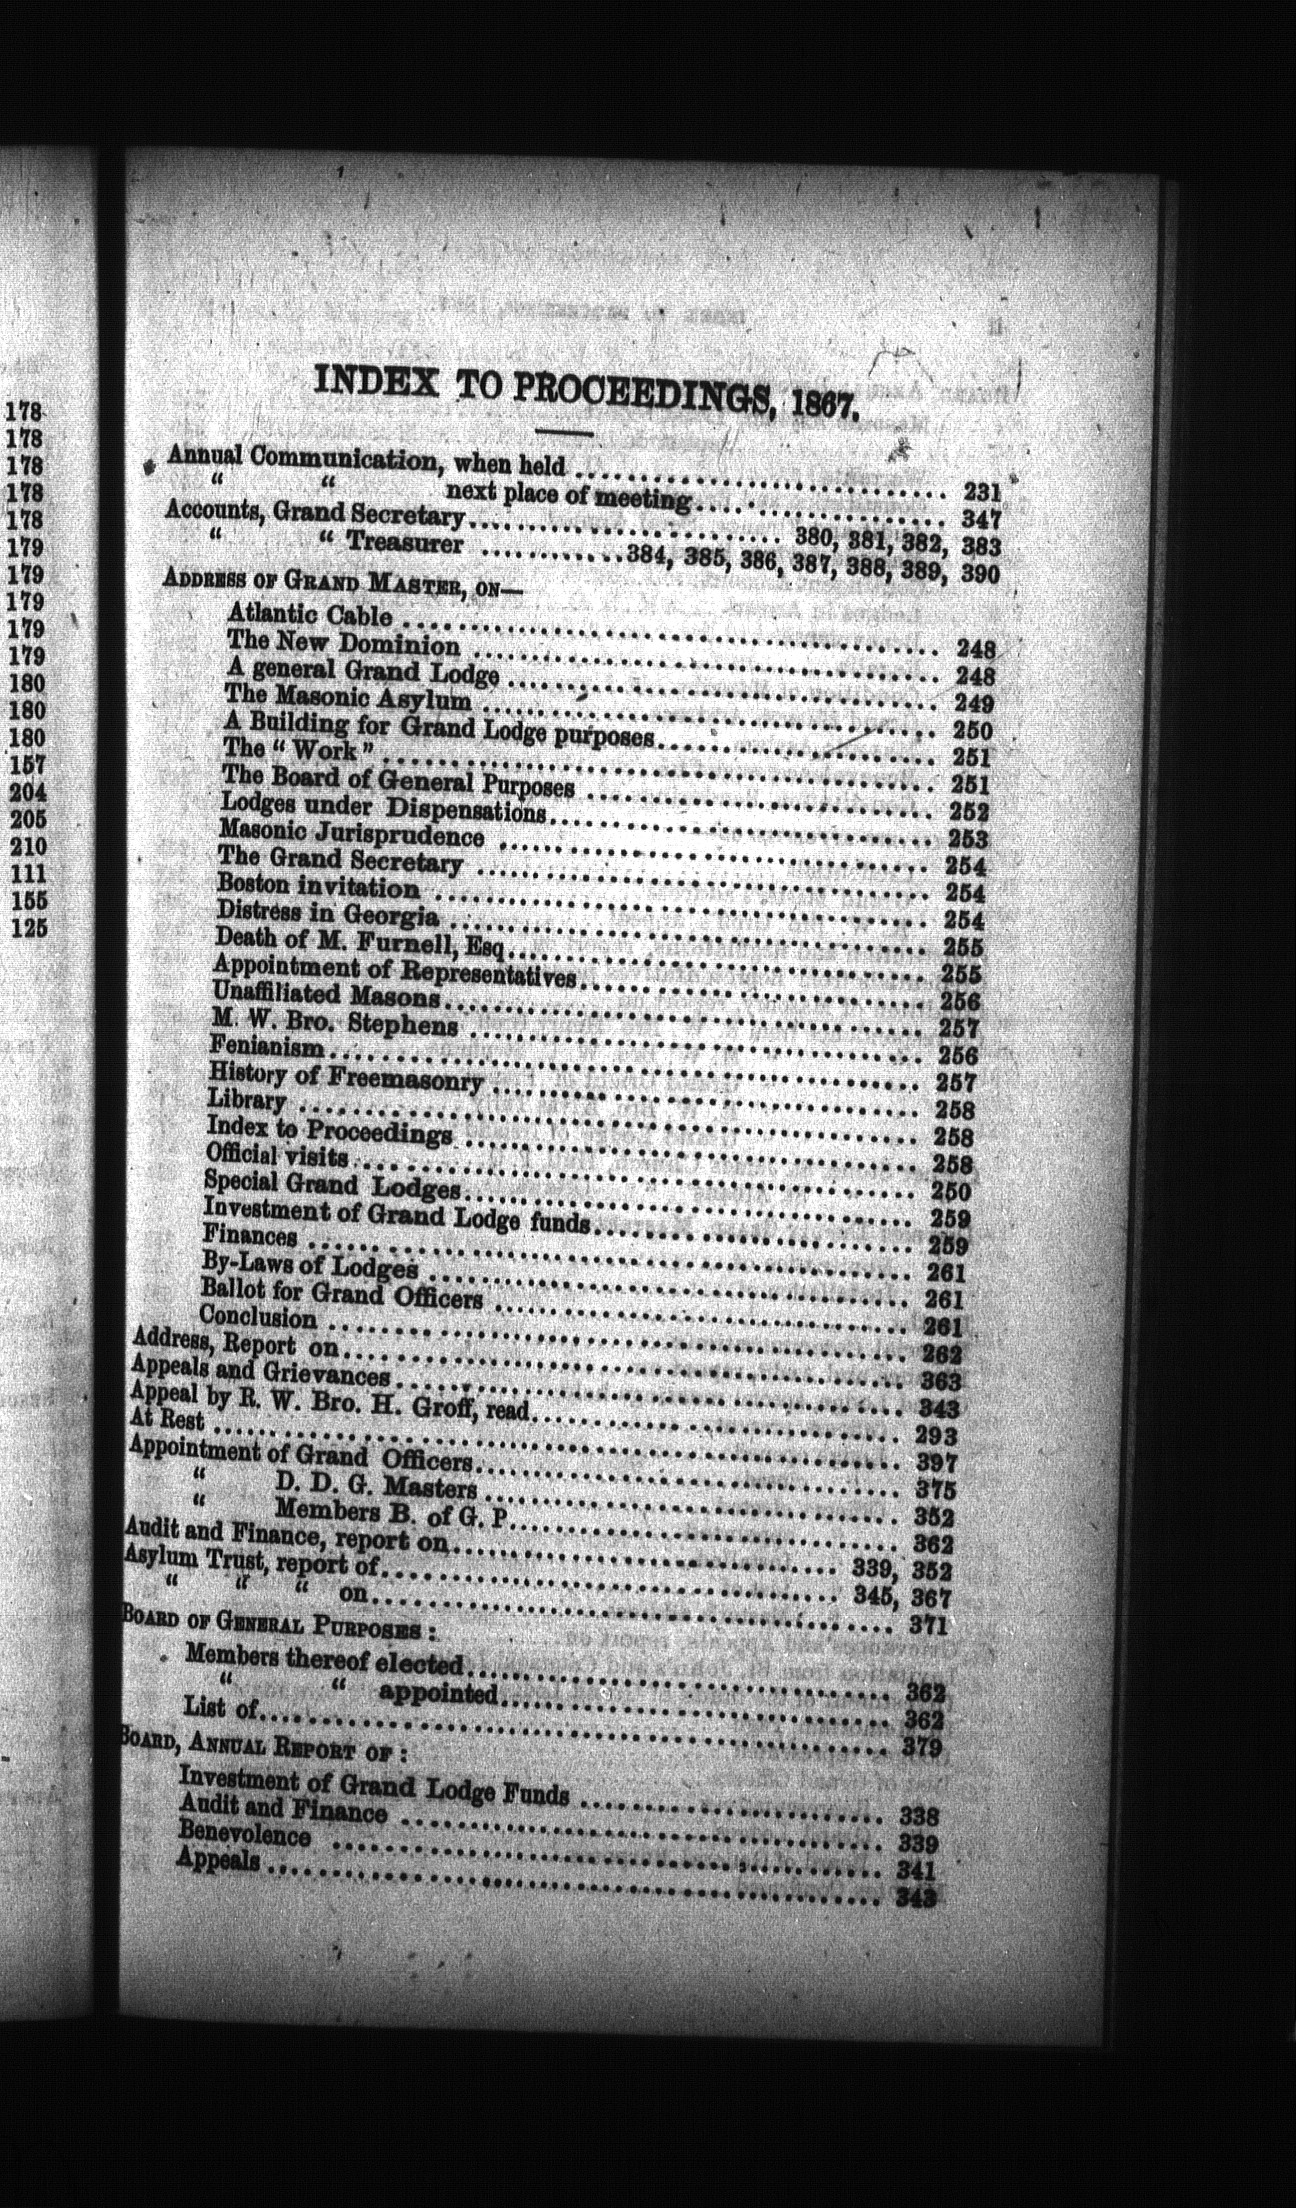 178
178
178
178
178
179
179
179
179
179
180
180
180
157
204
205
210
111
155
125
INDEX TO PROCEEDINGS, 1867.
Annual Communication, when held ........................ 231
“ “ next place of meeting .................. 347
Accounts, Grand Secretary ........................ 380, 381, 382, 383
“ “ Treasurer ............384, 385, 386, 387, 388, 389, 390
ADDRESS OF GRAND MASTER, ON—
Atlantic Cable ........................ 248
The New Dominion ........................ 248
A general Grand Lodge ........................ 249
The Masonic Asylum ........................ 250
A Building for Grand Lodge purposes ........................ 251
The “ Work ” ........................ 251
The Board of General Purposes ........................ 252
Lodges under Dispensations ........................ 253
Masonic Jurisprudence ........................ 254
The Grand Secretary ........................ 254
Boston invitation ........................ 254
Distress in Georgia ........................ 255
Death of M. Furnell, Esq ........................ 255
Appointment of Representatives ........................ 256
Unaffiliated Masons ........................ 257
M. W. Bro. Stephens ........................ 256
Fenianism ........................ 257
History of Freemasonry ........................ 258
Library ........................ 258
Index to Proceedings ........................ 258
Official visits ........................ 250
Special Grand Lodges ........................ 259
Investment of Grand Lodge funds ........................ 259
Finances ........................ 261
By-Laws of Lodges ........................ 261
Ballot for Grand Officers ........................ 261
Conclusion ........................ 262
Address, Report on ........................ 363
Appeals and Grievances ........................ 343
Appeal by R. W. Bro. H. Groff, read ........................ 293
At Rest ........................ 397
Appointment of Grand Officers ........................ 375
“ D. D. G. Masters ........................ 352
“ Members B. of G. P. ........................ 362
Audit and Finance, report on ........................ 339, 352
Asylum Trust, report of ........................ 345, 367
“ “ “ on ........................ 371
BOARD OF GENERAL PURPOSES :
Members thereof elected ........................ 362
“ “ appointed ........................ 362
List of ........................ 379
BOARD, ANNUAL REPORT OF :
Investment of Grand Lodge Funds ........................ 338
Audit and Finance ........................ 339
Benevolence ........................ 341
Appeals ........................ 343